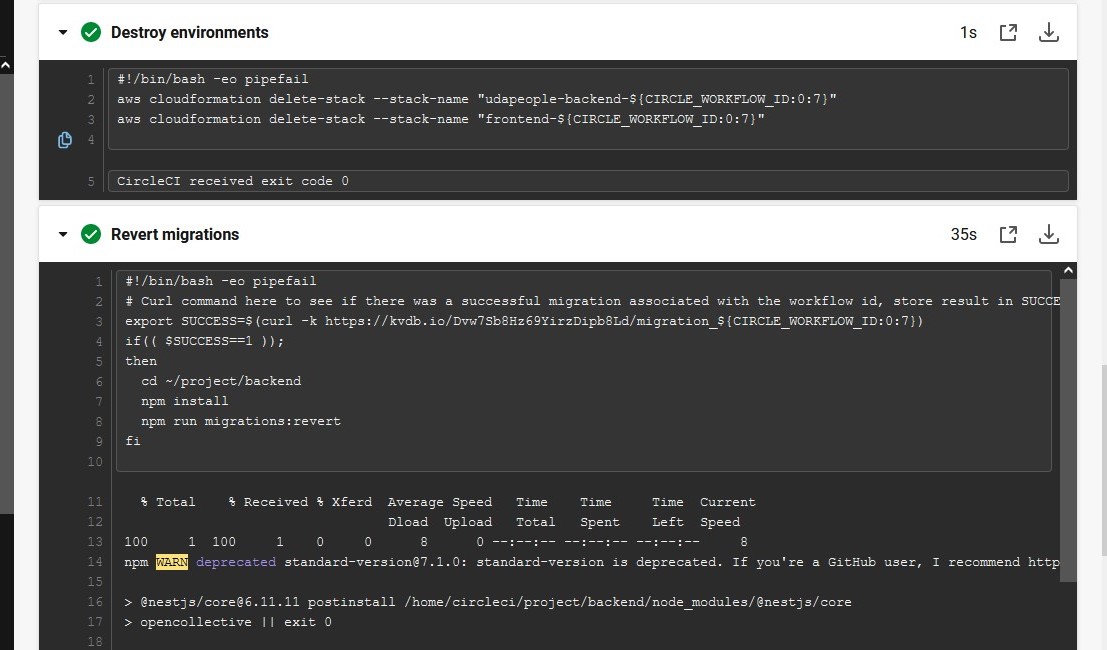 Destroy environments 1s
1 #!/bin/bash -eo pipefail
2 aws cloudformation delete-stack --stack-name "udapeople-backend-${CIRCLE_WORKFLOW_ID:0:7}"
3 aws cloudformation delete-stack --stack-name "frontend-${CIRCLE_WORKFLOW_ID:0:7}"
4
5 CircleCI received exit code 0
Revert migrations 35s
1 #!/bin/bash -eo pipefail
2 # Curl command here to see if there was a successful migration associated with the workflow id, store result in SUCCE
3 export SUCCESS=$(curl -k https://kvdb.io/Dvw7Sb8Hz69YirzDipb8Ld/migration_${CIRCLE_WORKFLOW_ID:0:7})
4 if(( $SUCCESS==1 ));
5 then
6 cd ~/project/backend
7 npm install
8 npm run migrations:revert
9 fi
10
11 % Total % Received % Xferd Average Speed Time Time Time Current
12 Dload Upload Total Spent Left Speed
13 100 1 100 1 0 0 8 0 --:--:-- --:--:-- --:--:-- 8
14 npm WARN deprecated standard-version@7.1.0: standard-version is deprecated. If you're a GitHub user, I recommend http
15
16 > @nestjs/core@6.11.11 postinstall /home/circleci/project/backend/node_modules/@nestjs/core
17 > opencollective || exit 0
18